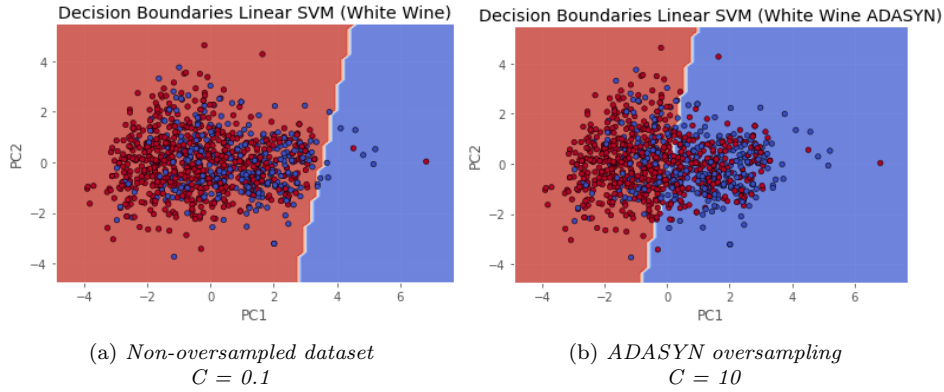 Decision Boundaries Linear SVM (White Wine)
PC2
4
2
0
−2
−4
−4 −2 0 2 4 6
PC1
(a) Non-oversampled dataset
C = 0.1
Decision Boundaries Linear SVM (White Wine ADASYN)
PC2
4
2
0
−2
−4
−4 −2 0 2 4 6
PC1
(b) ADASYN oversampling
C = 10